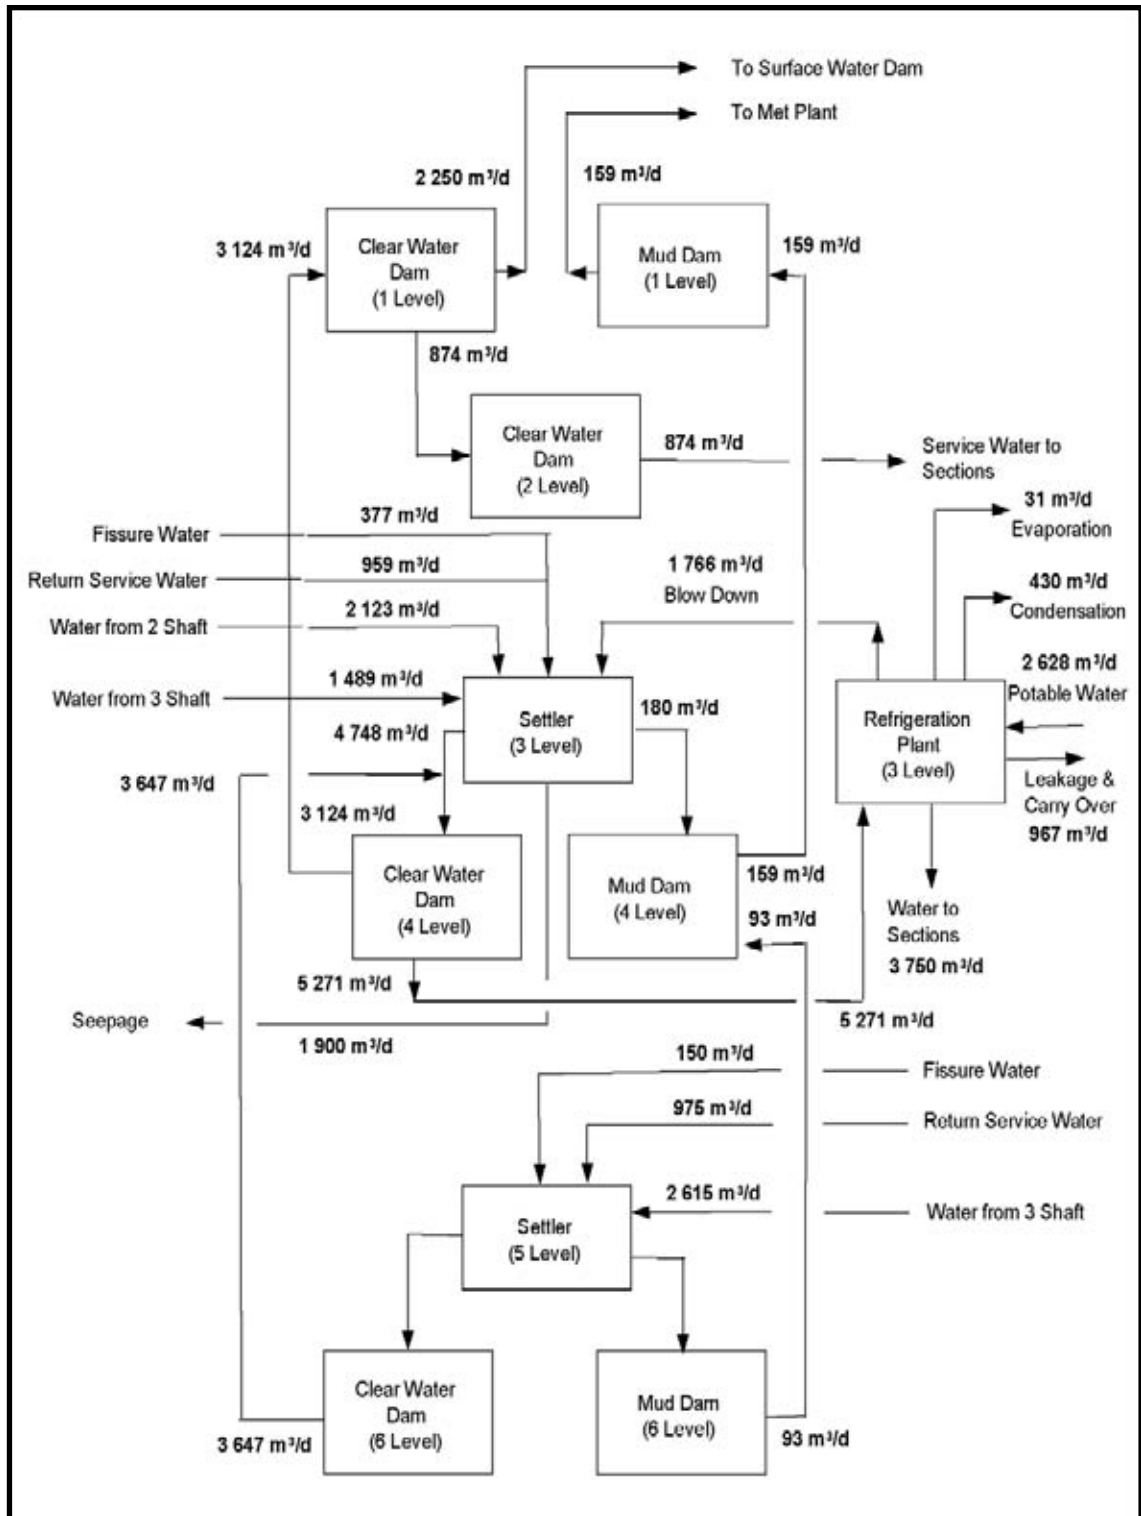 To Surface Water Dam
To Met Plant
2 250 m³/d
159 m³/d
3 124 m³/d
Clear Water
Dam
(1 Level)
Mud Dam
(1 Level)
159 m³/d
874 m³/d
Clear Water
Dam
(2 Level)
874 m³/d
Service Water to
Sections
31 m³/d
Evaporation
Fissure Water
377 m³/d
Return Service Water
959 m³/d
1 766 m³/d
Blow Down
430 m³/d
Condensation
Water from 2 Shaft
2 123 m³/d
2 628 m³/d
Potable Water
Water from 3 Shaft
1 489 m³/d
Settler
(3 Level)
180 m³/d
Refrigeration
Plant
(3 Level)
4 748 m³/d
3 647 m³/d
Leakage &
Carry Over
967 m³/d
3 124 m³/d
Clear Water
Dam
(4 Level)
Mud Dam
(4 Level)
159 m³/d
93 m³/d
Water to
Sections
3 750 m³/d
5 271 m³/d
5 271 m³/d
Seepage
1 900 m³/d
150 m³/d
Fissure Water
975 m³/d
Return Service Water
2 615 m³/d
Water from 3 Shaft
Settler
(5 Level)
Clear Water
Dam
(6 Level)
Mud Dam
(6 Level)
3 647 m³/d
93 m³/d